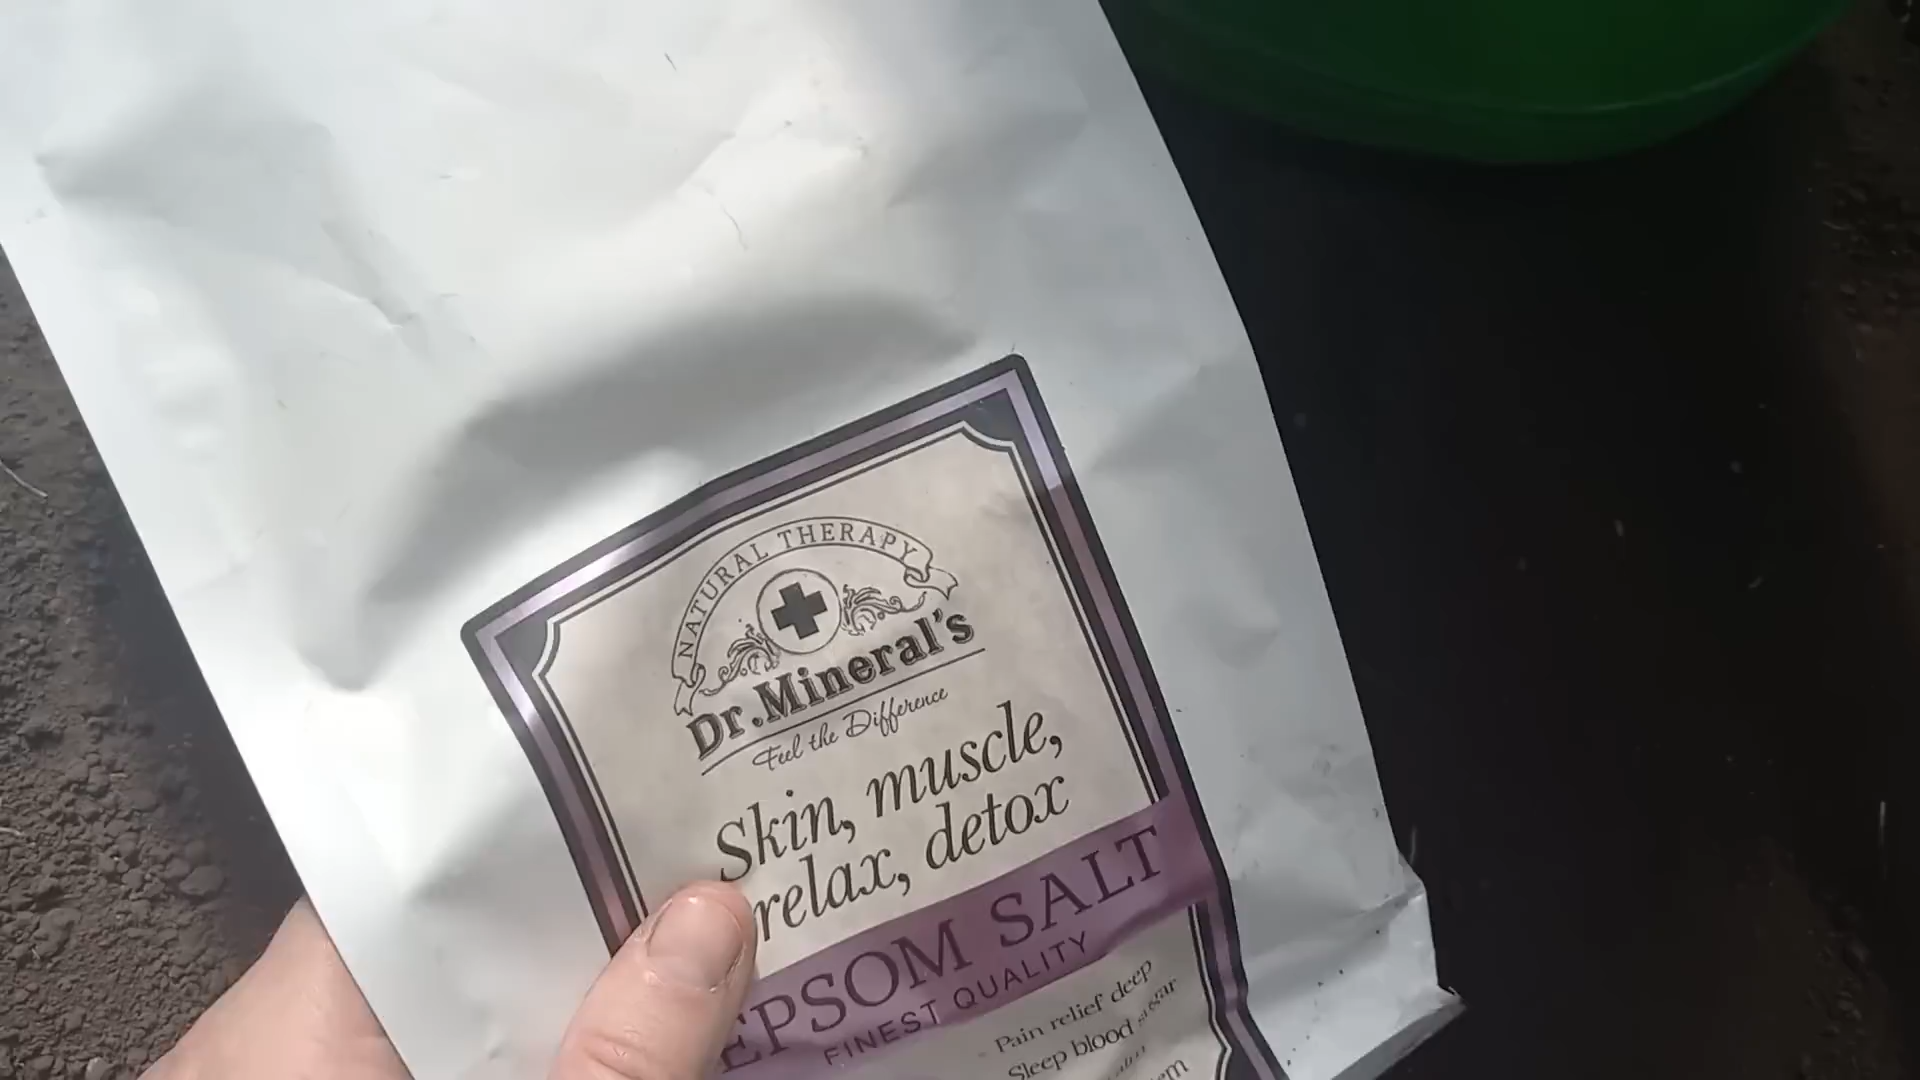 NATURAL THERAPY
Dr.Mineral's
Feel the Difference
Skin, muscle,
relax, detox
EPSOM SALT
FINEST QUALITY
Pain relief deep
Sleep blood sugar